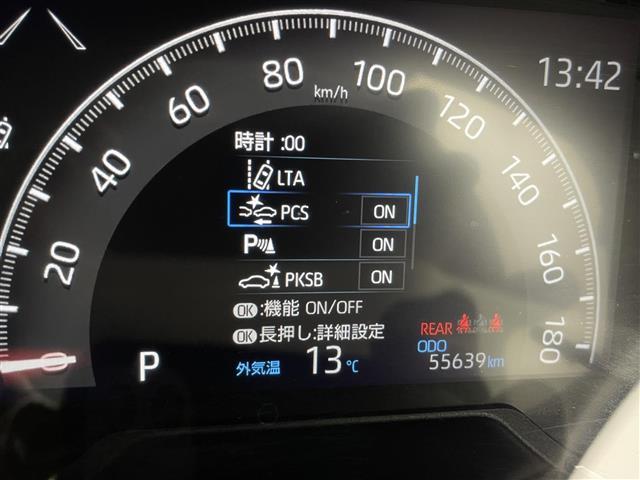 80
100
km/h
13:42
60
120
時計 :00
40
140
LTA
PCS ON
P ON
20
160
PKSB ON
OK :機能 ON/OFF
OK 長押し:詳細設定
REAR
ODO
0
180
P
外気温 13℃
55639km